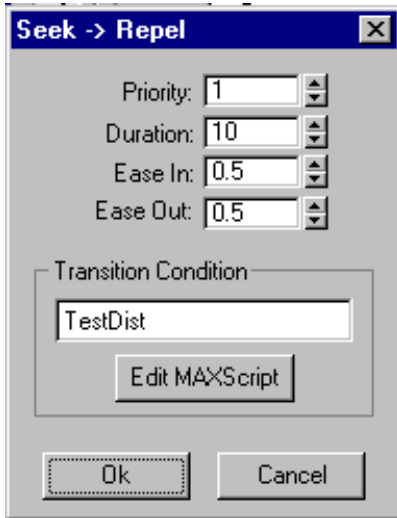 Seek -> Repel
Priority: 1
Duration: 10
Ease In: 0.5
Ease Out: 0.5
Transition Condition
TestDist
Edit MAXScript
Ok Cancel